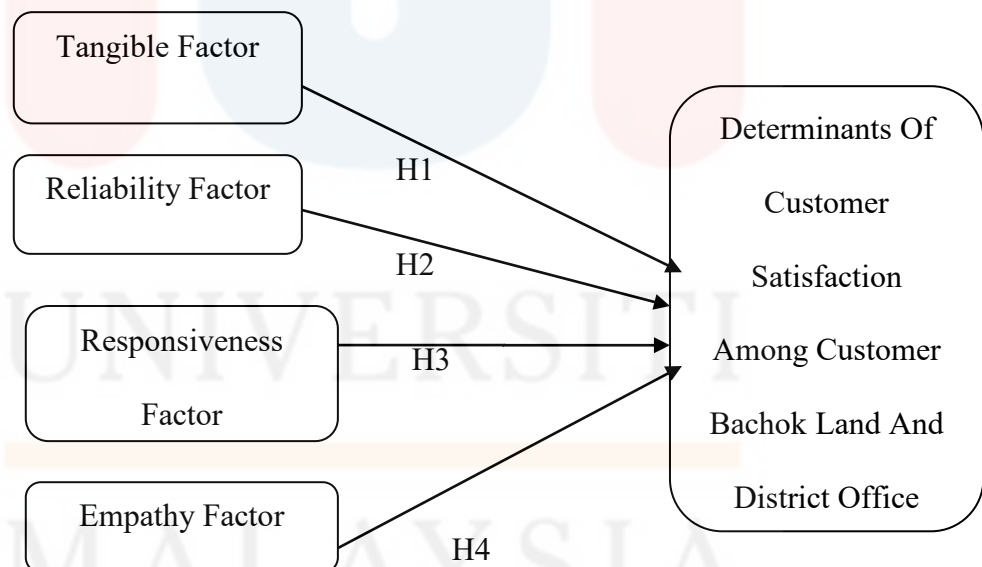 Tangible Factor
Determinants Of
H1
Reliability Factor
Customer
H2
Satisfaction
UNIVERSITI
Responsiveness
H3
Among Customer
Factor
Bachok Land And
Empathy Factor
District Office
MALAYSIA
H4